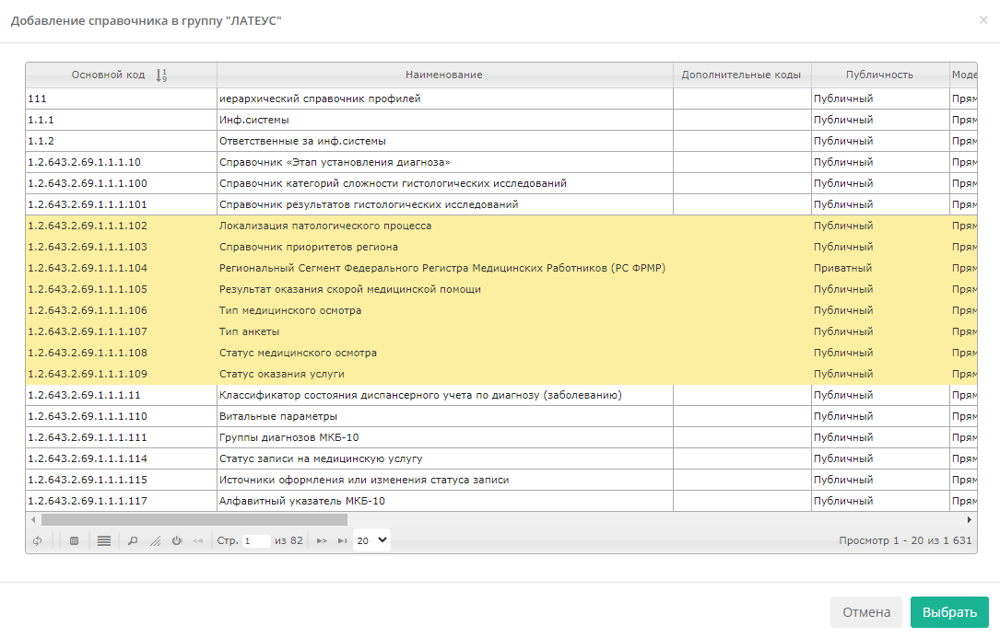 Добавление справочника в группу "ЛАТЕУС" ×
Основной код Наименование Дополнительные коды Публичность Моде
111 иерархический справочник профилей Публичный Прям
1.1.1 Инф.системы Публичный Прям
1.1.2 Ответственные за инф.системы Публичный Прям
1.2.643.2.69.1.1.1.10 Справочник «Этап установления диагноза» Публичный Прям
1.2.643.2.69.1.1.1.100 Справочник категорий сложности гистологических исследований Публичный Прям
1.2.643.2.69.1.1.1.101 Справочник результатов гистологических исследований Публичный Прям
1.2.643.2.69.1.1.1.102 Локализация патологического процесса Публичный Прям
1.2.643.2.69.1.1.1.103 Справочник приоритетов региона Публичный Прям
1.2.643.2.69.1.1.1.104 Региональный Сегмент Федерального Регистра Медицинских Работников (РС ФРМР) Приватный Прям
1.2.643.2.69.1.1.1.105 Результат оказания скорой медицинской помощи Публичный Прям
1.2.643.2.69.1.1.1.106 Тип медицинского осмотра Публичный Прям
1.2.643.2.69.1.1.1.107 Тип анкеты Публичный Прям
1.2.643.2.69.1.1.1.108 Статус медицинского осмотра Публичный Прям
1.2.643.2.69.1.1.1.109 Статус оказания услуги Публичный Прям
1.2.643.2.69.1.1.1.11 Классификатор состояния диспансерного учета по диагнозу (заболеванию) Публичный Прям
1.2.643.2.69.1.1.1.110 Витальные параметры Публичный Прям
1.2.643.2.69.1.1.1.111 Группы диагнозов МКБ-10 Публичный Прям
1.2.643.2.69.1.1.1.114 Статус записи на медицинскую услугу Публичный Прям
1.2.643.2.69.1.1.1.115 Источники оформления или изменения статуса записи Публичный Прям
1.2.643.2.69.1.1.1.117 Алфавитный указатель МКБ-10 Публичный Прям
Стр. 1 из 82 20 Просмотр 1 - 20 из 1 631
Отмена Выбрать